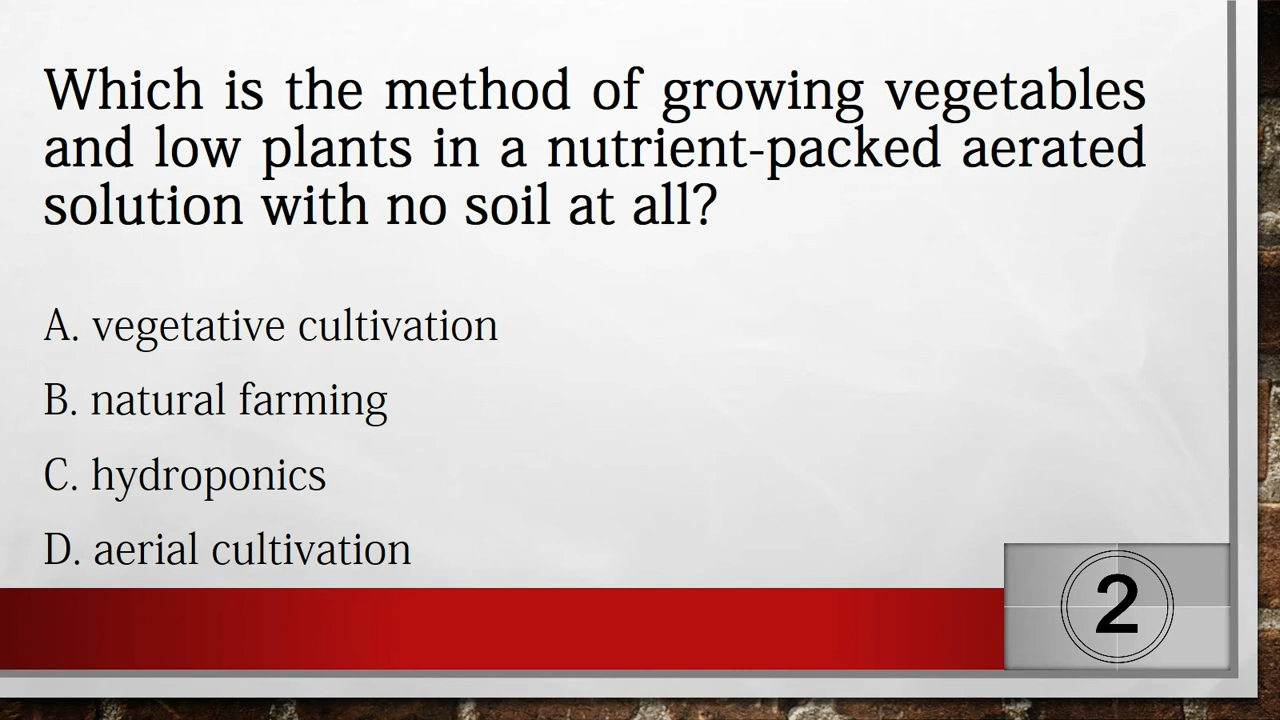 Which is the method of growing vegetables
and low plants in a nutrient-packed aerated
solution with no soil at all?
A. vegetative cultivation
B. natural farming
C. hydroponics
D. aerial cultivation
2